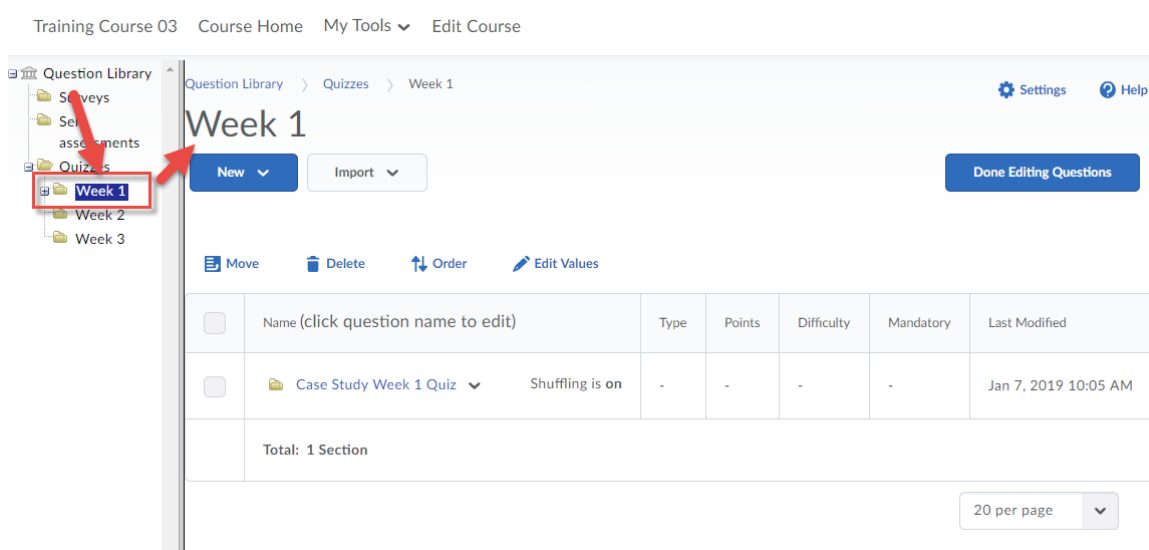 Training Course 03 Course Home My Tools Edit Course
Question Library
Surveys
assessments
Quizzes
Week 1
Week 2
Week 3
Question Library > Quizzes > Week 1
Settings Help
Week 1
New Import Done Editing Questions
Move Delete Order Edit Values
Name (click question name to edit) Type Points Difficulty Mandatory Last Modified
Case Study Week 1 Quiz Shuffling is on - - - - Jan 7, 2019 10:05 AM
Total: 1 Section
20 per page